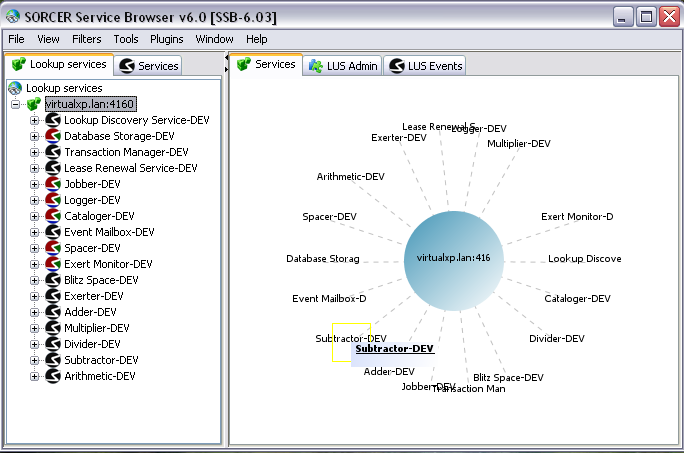 SORCER Service Browser v6.0 [SSB-6.03]
File View Filters Tools Plugins Window Help
Lookup services Services
Services LUS Admin LUS Events
Lookup services
virtualxp.lan:4160
Lookup Discovery Service-DEV
Database Storage-DEV
Transaction Manager-DEV
Lease Renewal Service-DEV
Jobber-DEV
Logger-DEV
Cataloger-DEV
Event Mailbox-DEV
Spacer-DEV
Exert Monitor-DEV
Blitz Space-DEV
Exerter-DEV
Adder-DEV
Multiplier-DEV
Divider-DEV
Subtractor-DEV
Arithmetic-DEV
Lease Renewal S
Logger-DEV
Exerter-DEV
Multiplier-DEV
Arithmetic-DEV
Spacer-DEV
Exert Monitor-D
Database Storag
virtualxp.lan:416
Lookup Discove
Event Mailbox-D
Cataloger-DEV
Subtractor-DEV
Divider-DEV
Subtractor-DEV
Adder-DEV
Blitz Space-DEV
Jobber-DEV
Transaction Man